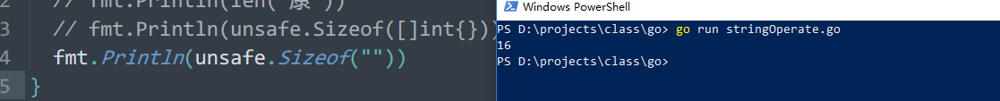 2 // fmt.Println(len("康"))
3 // fmt.Println(unsafe.Sizeof([]int{}))
4 fmt.Println(unsafe.Sizeof(""))
5 }
Windows PowerShell
PS D:\projects\class\go> go run stringOperate.go
16
PS D:\projects\class\go>